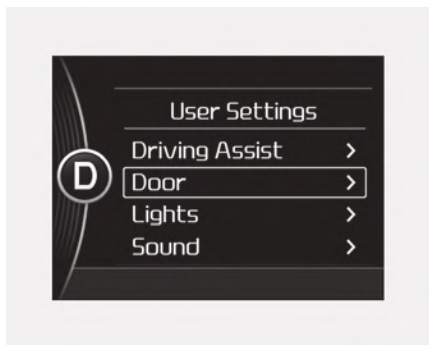 User Settings
Driving Assist >
D
Door >
Lights >
Sound >